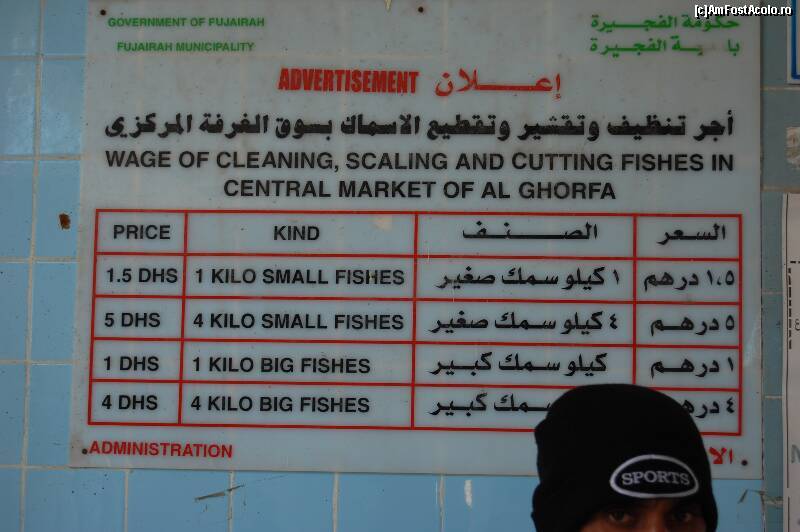 [c]AmFostAcolo.ro
GOVERNMENT OF FUJAIRAH
حكومة الفجيرة
FUJAIRAH MUNICIPALITY
الفجيرة
ADVERTISEMENT إعلان
أجر تنظيف وتقشير وتقطيع الاسماك بسوق الغرفة المركزي
WAGE OF CLEANING, SCALING AND CUTTING FISHES IN
CENTRAL MARKET OF AL GHORFA
PRICE KIND الصنف السعر
1.5 DHS 1 KILO SMALL FISHES ١ كيلو سمك صغير ١,٥ درهم
5 DHS 4 KILO SMALL FISHES ٤ كيلو سمك صغير ٥ درهم
1 DHS 1 KILO BIG FISHES كيلو سمك كبير ١ درهم
4 DHS 4 KILO BIG FISHES سمك كبير ٤
ADMINISTRATION
SPORTS